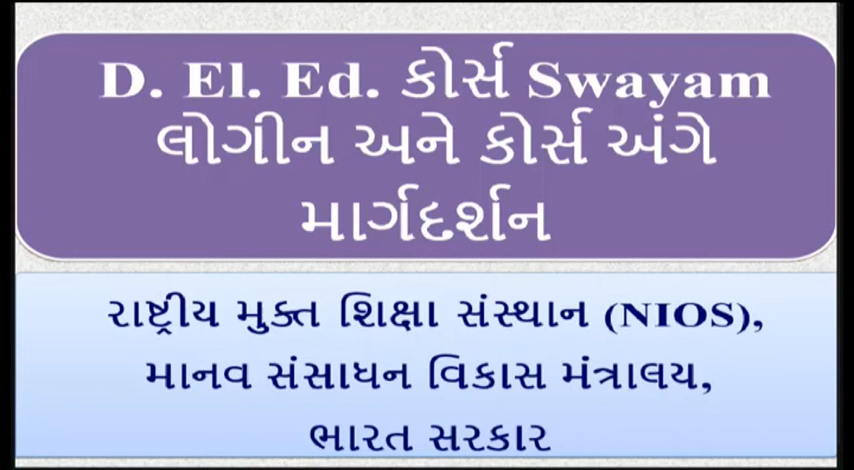 D. El. Ed. કોર્સ Swayam
લોગીન અને કોર્સ અંગે
માર્ગદર્શન
રાષ્ટ્રીય મુક્ત શિક્ષા સંસ્થાન (NIOS),
માનવ સંસાધન વિકાસ મંત્રાલય,
ભારત સરકાર